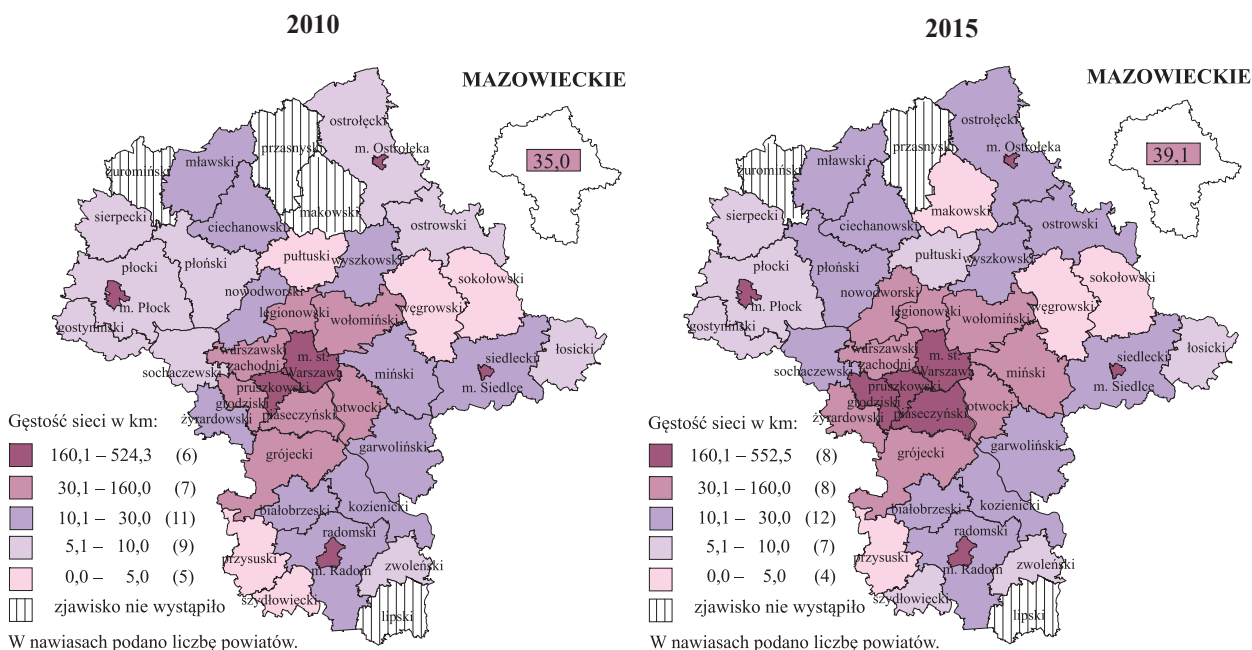 2010
MAZOWIECKIE
35,0
ostrołęcki
m. Ostrołęka
przasnyski
mławski
żuromiński
makowski
sierpecki
ciechanowski
ostrowski
pułtuski
wyszkowski
płocki
płoński
sokołowski
węgrowski
nowodworski
m. Płock
legionowski
wołomiński
gostyniński
warszawski
zachodni
m. st.
Warszawa
siedlecki
łosicki
sochaczewski
miński
m. Siedlce
pruszkowski
grodziski
otwocki
piaseczyński
żyrardowski
garwoliński
grójecki
kozienicki
białobrzeski
radomski
przysuski
m. Radom
zwoleński
szydłowiecki
lipski
Gęstość sieci w km:
160,1 – 524,3 (6)
30,1 – 160,0 (7)
10,1 – 30,0 (11)
5,1 – 10,0 (9)
0,0 – 5,0 (5)
zjawisko nie wystąpiło
W nawiasach podano liczbę powiatów.
2015
MAZOWIECKIE
39,1
ostrołęcki
m. Ostrołęka
przasnyski
mławski
żuromiński
makowski
sierpecki
ciechanowski
ostrowski
pułtuski
wyszkowski
płocki
płoński
sokołowski
węgrowski
nowodworski
m. Płock
legionowski
wołomiński
gostyniński
warszawski
zachodni
m. st.
Warszawa
siedlecki
łosicki
sochaczewski
miński
m. Siedlce
pruszkowski
grodziski
otwocki
piaseczyński
żyrardowski
garwoliński
grójecki
kozienicki
białobrzeski
radomski
przysuski
m. Radom
zwoleński
szydłowiecki
lipski
Gęstość sieci w km:
160,1 – 552,5 (8)
30,1 – 160,0 (8)
10,1 – 30,0 (12)
5,1 – 10,0 (7)
0,0 – 5,0 (4)
zjawisko nie wystąpiło
W nawiasach podano liczbę powiatów.